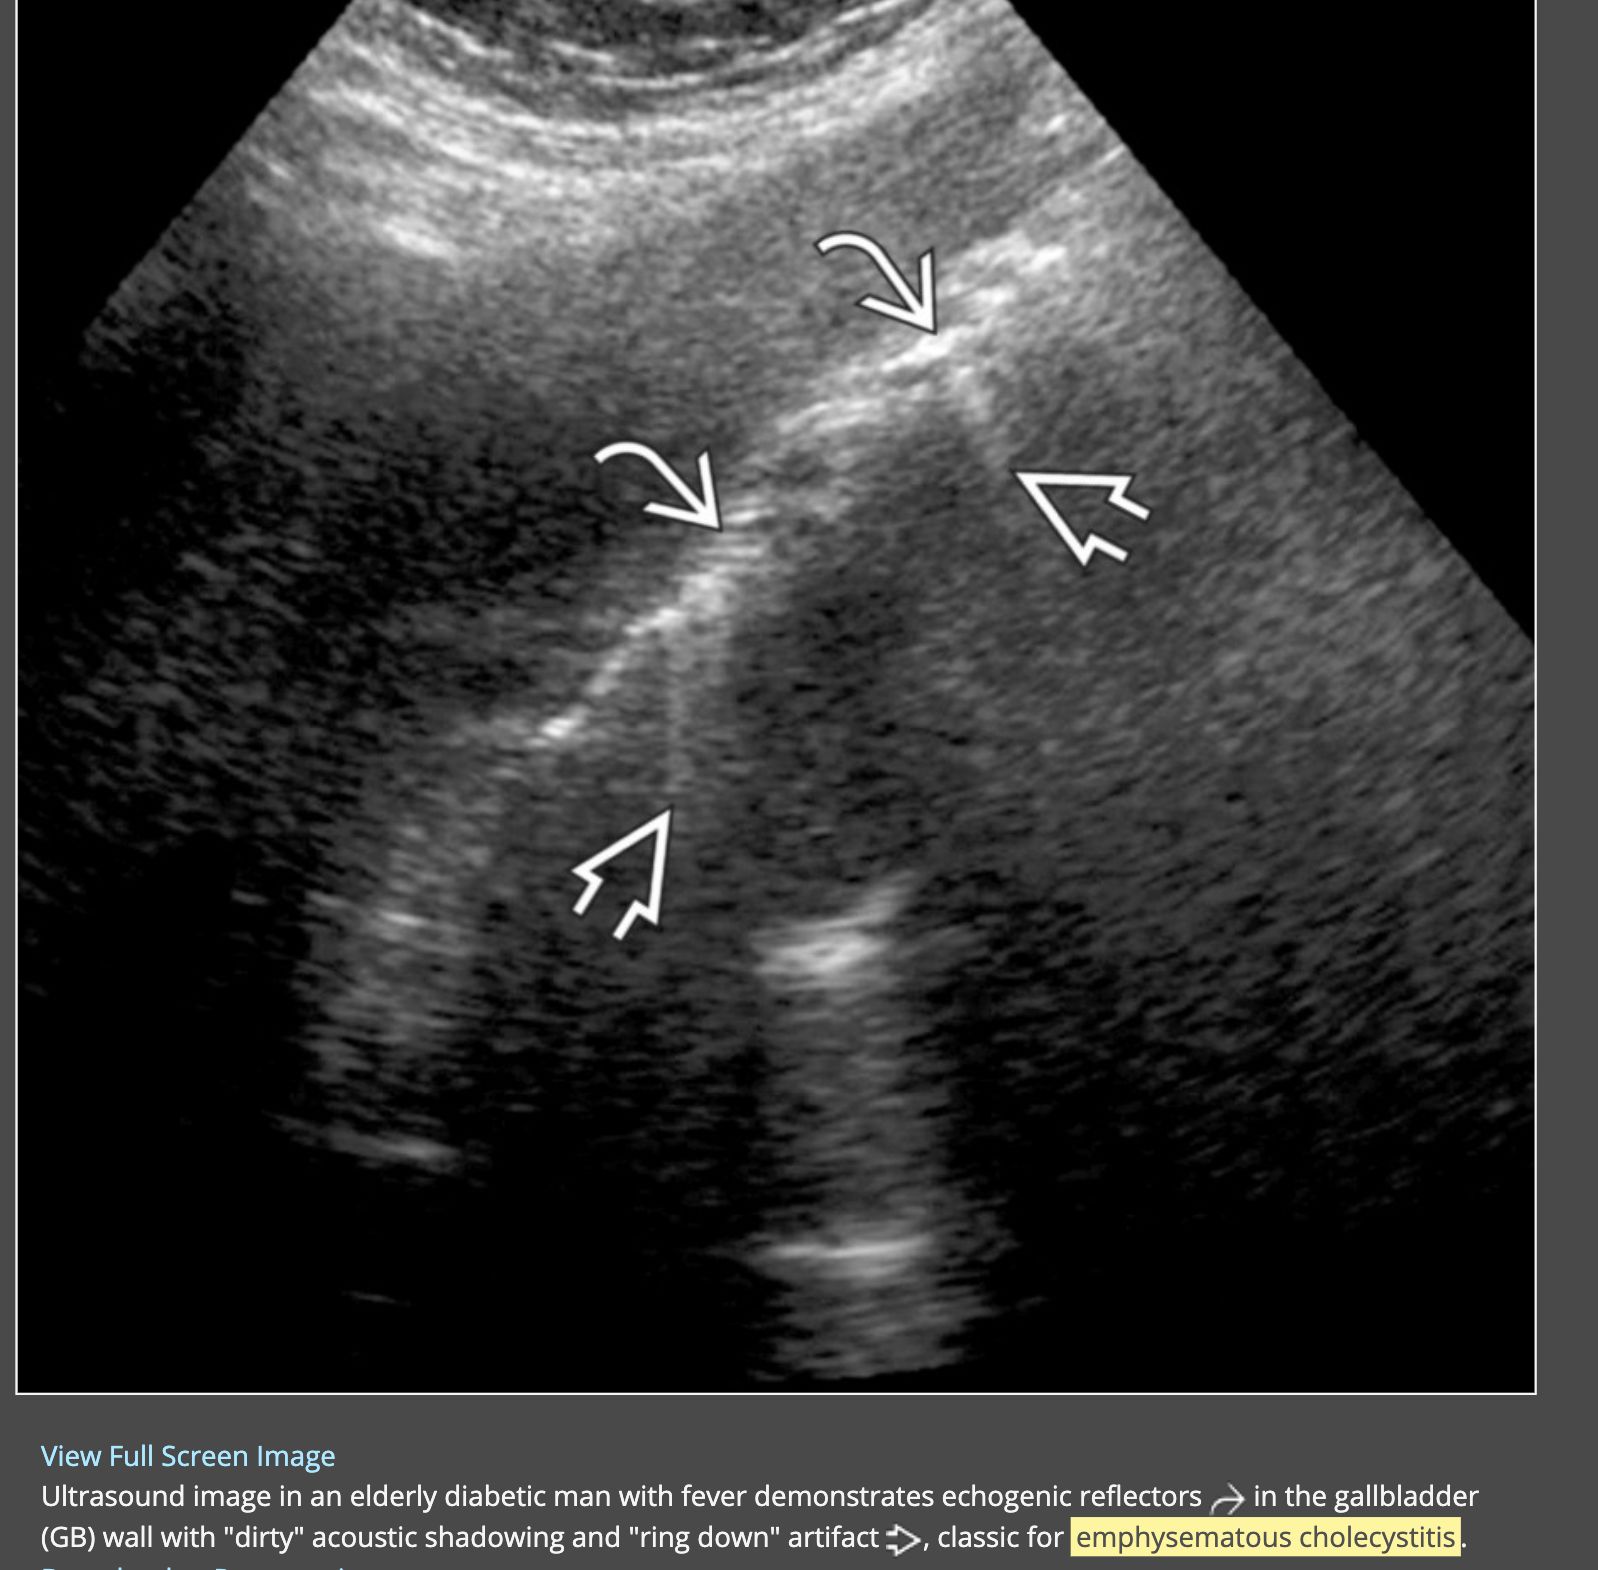 View Full Screen Image
Ultrasound image in an elderly diabetic man with fever demonstrates echogenic reflectors in the gallbladder
(GB) wall with "dirty" acoustic shadowing and "ring down" artifact , classic for emphysematous cholecystitis.